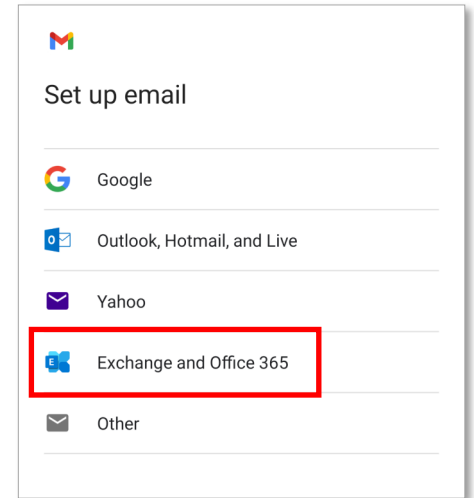 Set up email
Google
Outlook, Hotmail, and Live
Yahoo
Exchange and Office 365
Other